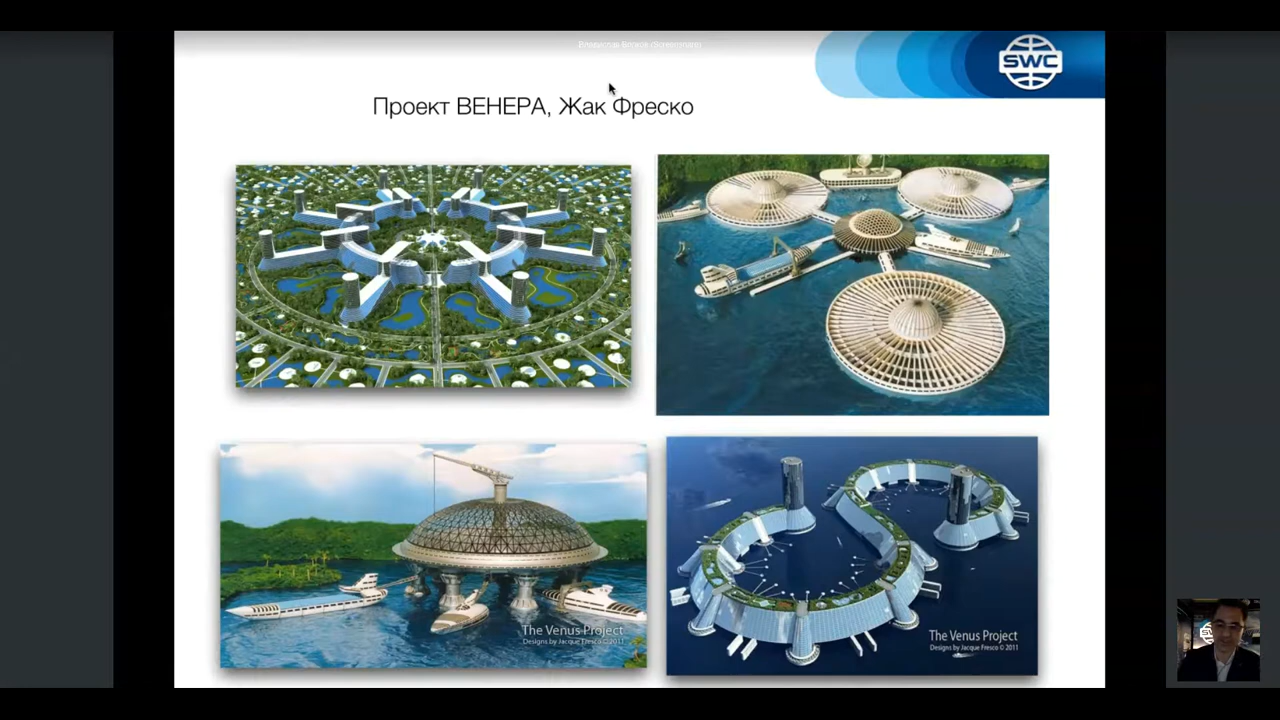 SWC
Проект ВЕНЕРА, Жак Фреско
The Venus Project
Designs by Jacque Fresco © 2011
The Venus Project
Designs by Jacque Fresco © 2011